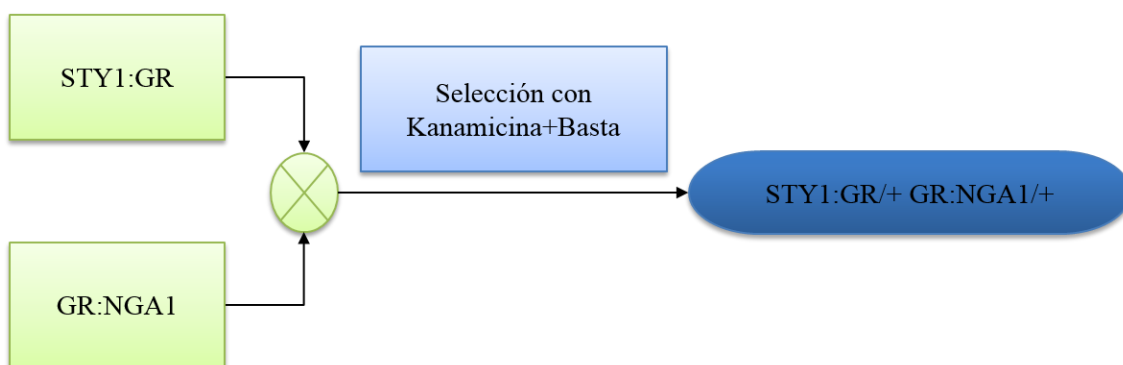 STY1:GR
Selección con
Kanamicina+Basta
STY1:GR/+ GR:NGA1/+
GR:NGA1